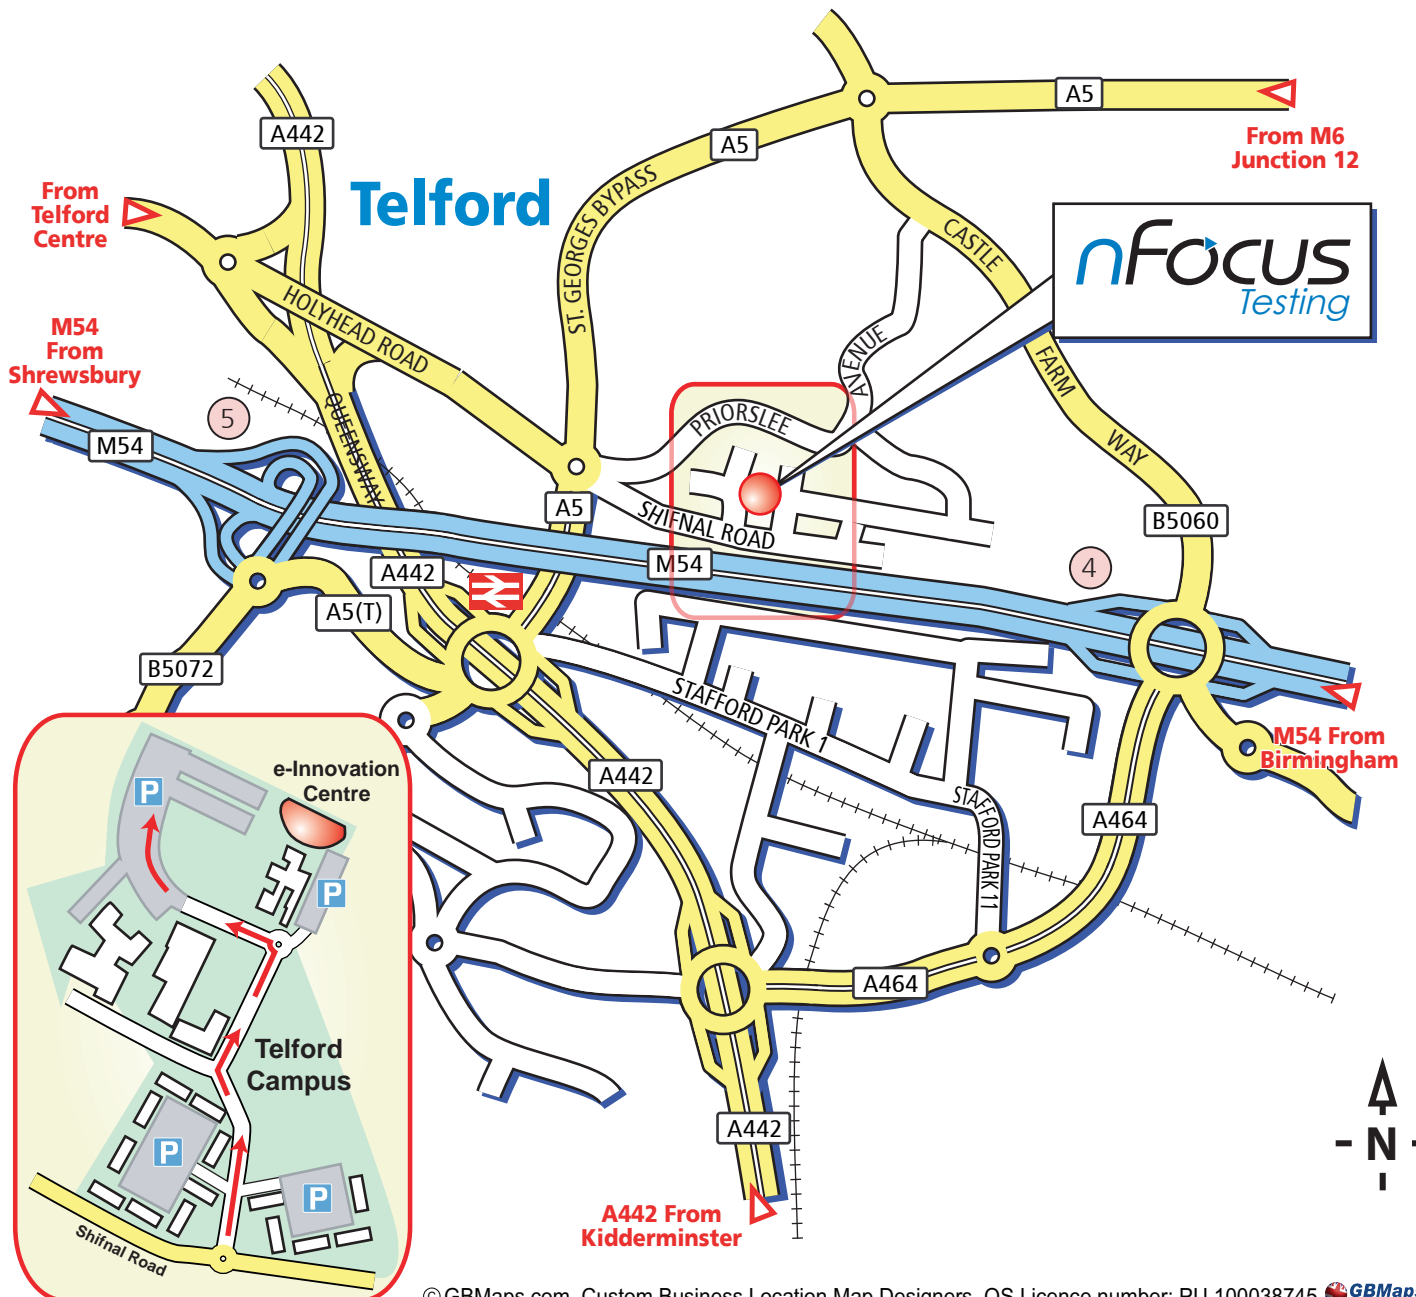 A442
A5
From M6
Junction 12
From
Telford
Centre
Telford
A5
ST. GEORGES BYPASS
CASTLE
FARM
WAY
nFocus
Testing
HOLYHEAD ROAD
M54
From
Shrewsbury
5
M54
QUEENSWAY
PRIORSLEE
AVENUE
A5
SHIFNAL ROAD
M54
B5060
4
A442
A5(T)
B5072
STAFFORD PARK 1
A442
STAFFORD PARK 11
A464
M54 From
Birmingham
A464
A442
A442 From
Kidderminster
N
P
e-Innovation
Centre
P
Telford
Campus
P
P
Shifnal Road
© GBMaps.com. Custom Business Location Map Designers. OS Licence number: PU 100038745
GBMaps